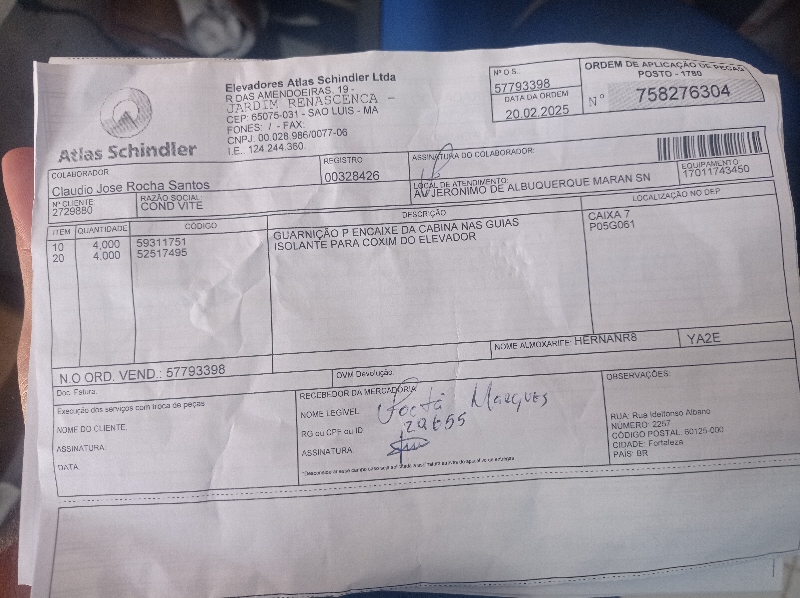 Atlas Schindler
Elevadores Atlas Schindler Ltda
R DAS AMENDOEIRAS, 19 -
JARDIM RENASCENCA -
CEP: 65075-031 - SAO LUIS - MA
FONES: / - FAX:
CNPJ: 00.028.986/0077-06
I.E.: 124.244.360
Nº O.S.
57793398
DATA DA ORDEM
20.02.2025
ORDEM DE APLICAÇÃO DE PEÇAS
POSTO - 1780
Nº 758276304
COLABORADOR
Claudio Jose Rocha Santos
REGISTRO
00328426
ASSINATURA DO COLABORADOR:
Nº CLIENTE:
2729880
RAZÃO SOCIAL:
COND VITE
LOCAL DE ATENDIMENTO:
AV JERONIMO DE ALBUQUERQUE MARAN SN
EQUIPAMENTO
17011743450
ITEM QUANTIDADE CÓDIGO DESCRIÇÃO LOCALIZAÇÃO NO DEP
10 4,000 59311751 GUARNIÇÃO P ENCAIXE DA CABINA NAS GUIAS CAIXA 7
20 4,000 52517495 ISOLANTE PARA COXIM DO ELEVADOR P05G061
NOME ALMOXARIFE: HERNANR8 YA2E
N.O ORD. VEND.: 57793398
OVM Devolução:
Doc. Fatura:
Execução dos serviços com troca de peças
NOME DO CLIENTE:
ASSINATURA:
DATA:
RECEBEDOR DA MERCADORIA
NOME LEGÍVEL Marques
RG ou CPF ou ID
ASSINATURA
OBSERVAÇÕES:
RUA: Rua Ildefonso Albano
NÚMERO: 2257
CÓDIGO POSTAL: 60125-000
CIDADE: Fortaleza
PAÍS: BR